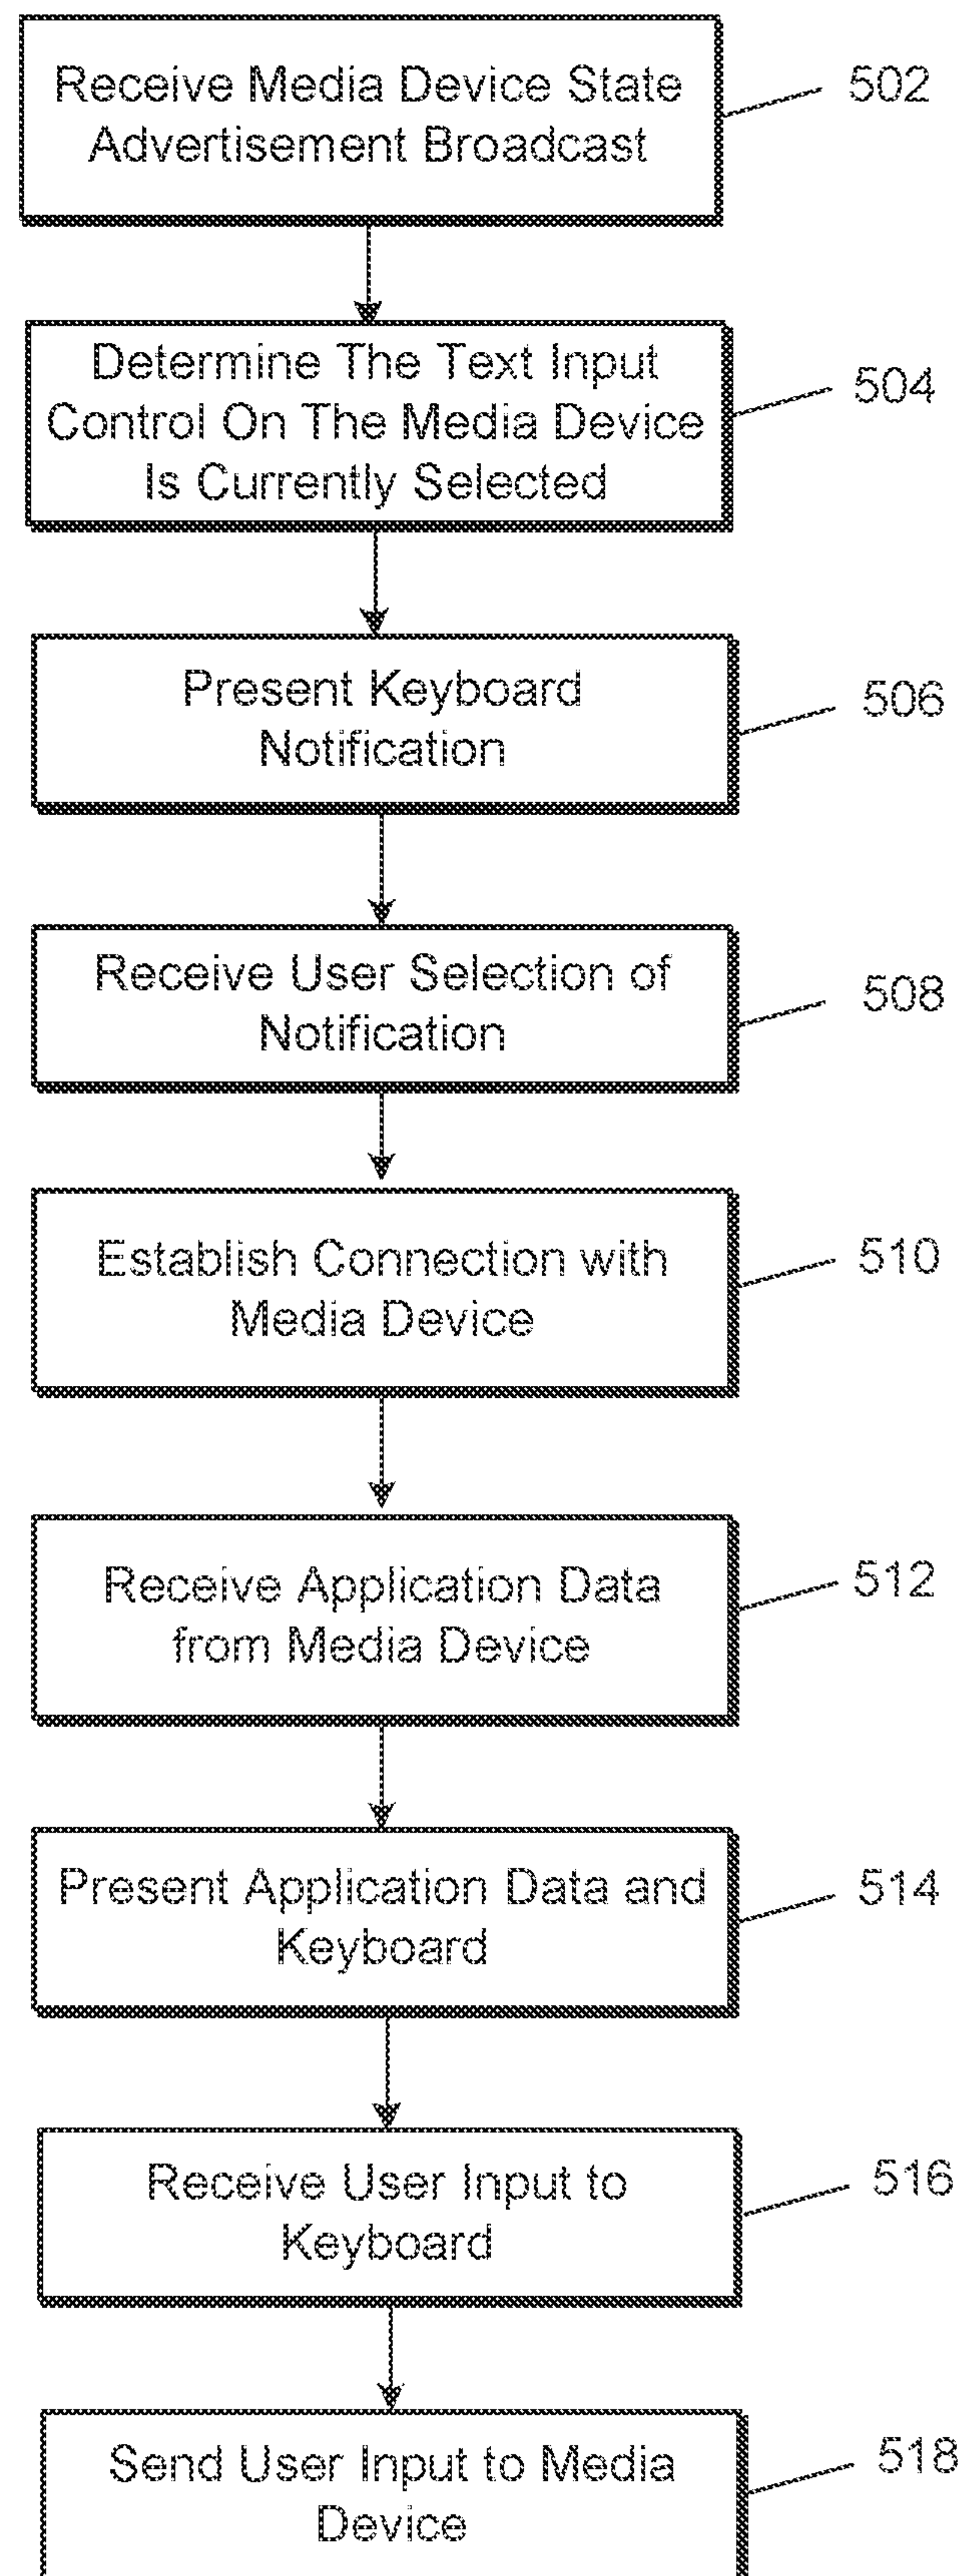 Receive Media Device State
Advertisement Broadcast
502
Determine The Text Input
Control On The Media Device
Is Currently Selected
504
Present Keyboard
Notification
506
Receive User Selection of
Notification
508
Establish Connection with
Media Device
510
Receive Application Data
from Media Device
512
Present Application Data and
Keyboard
514
Receive User Input to
Keyboard
516
Send User Input to Media
Device
518